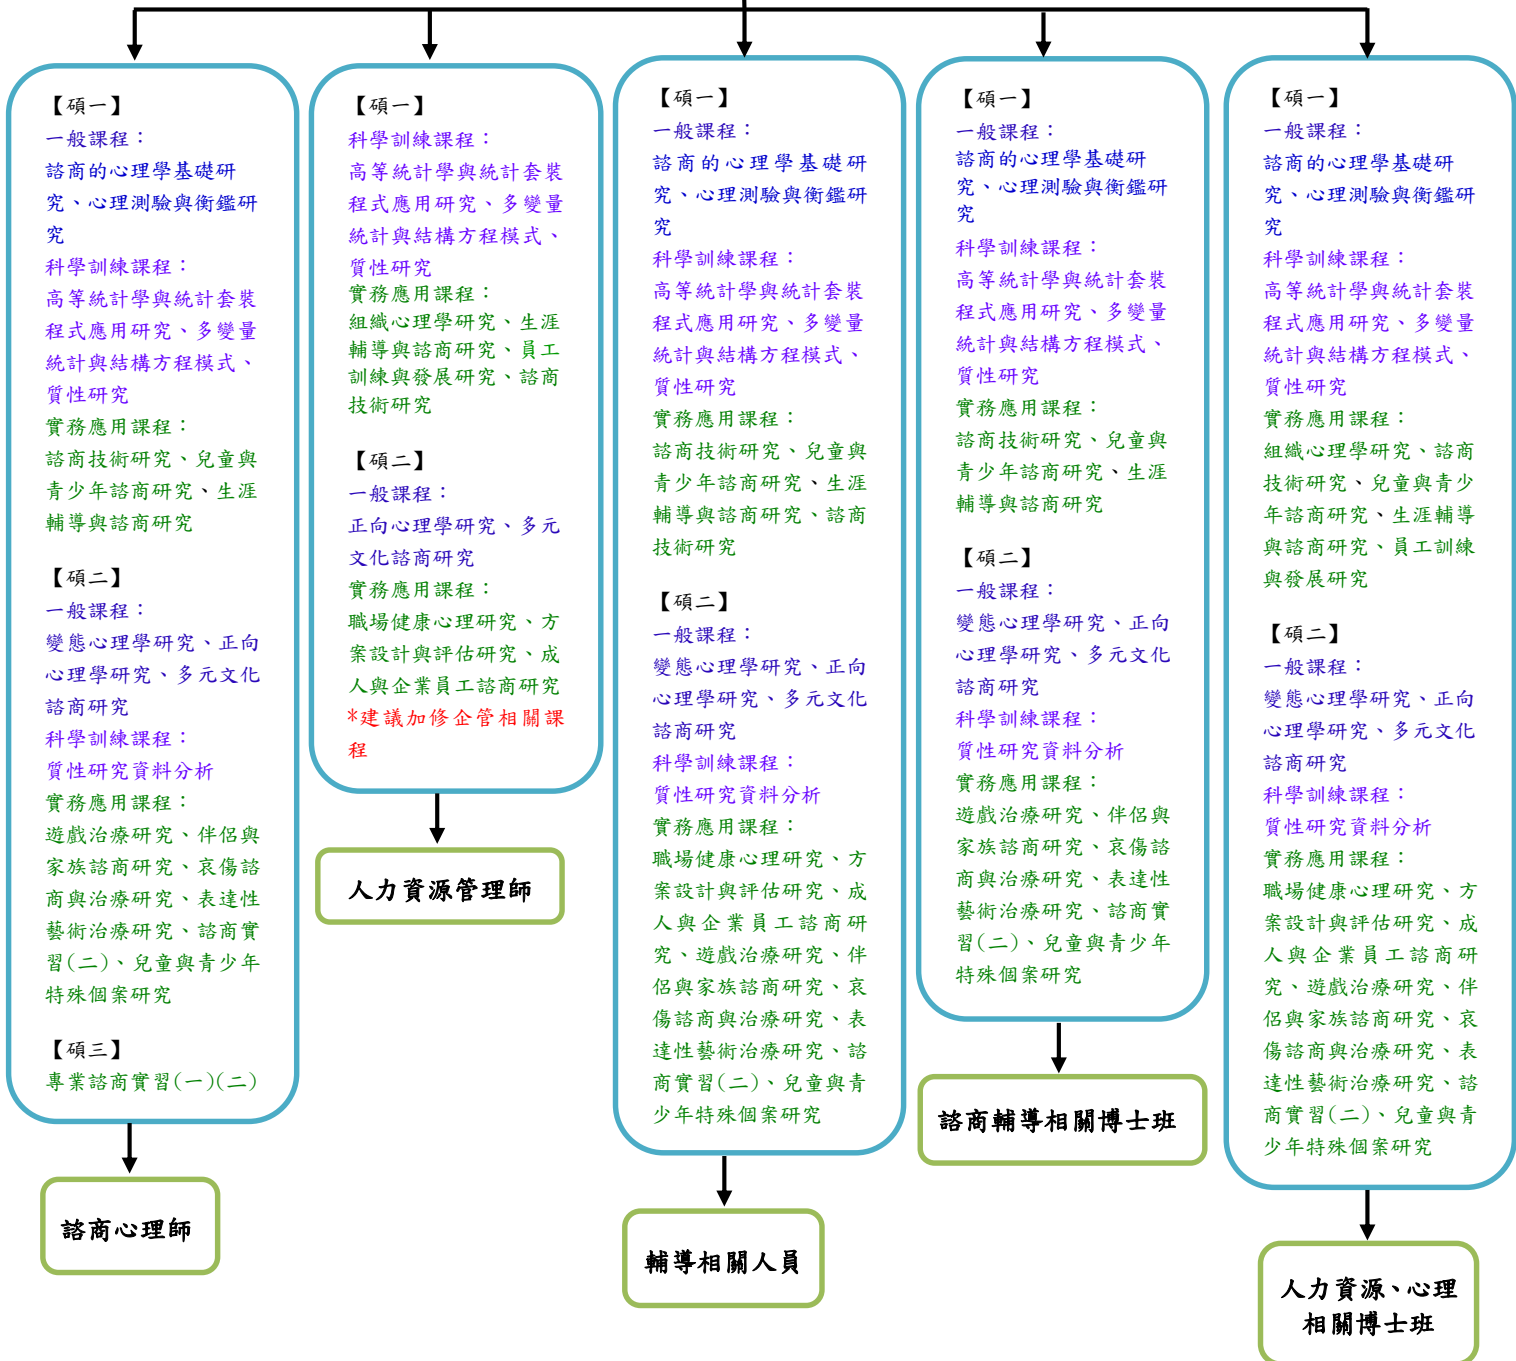 【碩一】
一般課程：
諮商的心理學基礎研
究、心理測驗與衡鑑研
究
科學訓練課程：
高等統計學與統計套裝
程式應用研究、多變量
統計與結構方程模式、
質性研究
實務應用課程：
諮商技術研究、兒童與
青少年諮商研究、生涯
輔導與諮商研究
【碩二】
一般課程：
變態心理學研究、正向
心理學研究、多元文化
諮商研究
科學訓練課程：
質性研究資料分析
實務應用課程：
遊戲治療研究、伴侶與
家族諮商研究、哀傷諮
商與治療研究、表達性
藝術治療研究、諮商實
習(二)、兒童與青少年
特殊個案研究
【碩三】
專業諮商實習(一)(二)
諮商心理師
【碩一】
科學訓練課程：
高等統計學與統計套裝
程式應用研究、多變量
統計與結構方程模式、
質性研究
實務應用課程：
組織心理學研究、生涯
輔導與諮商研究、員工
訓練與發展研究、諮商
技術研究
【碩二】
一般課程：
正向心理學研究、多元
文化諮商研究
實務應用課程：
職場健康心理研究、方
案設計與評估研究、成
人與企業員工諮商研究
*建議加修企管相關課
程
人力資源管理師
【碩一】
一般課程：
諮商的心理學基礎研
究、心理測驗與衡鑑研
究
科學訓練課程：
高等統計學與統計套裝
程式應用研究、多變量
統計與結構方程模式、
質性研究
實務應用課程：
諮商技術研究、兒童與
青少年諮商研究、生涯
輔導與諮商研究、諮商
技術研究
【碩二】
一般課程：
變態心理學研究、正向
心理學研究、多元文化
諮商研究
科學訓練課程：
質性研究資料分析
實務應用課程：
職場健康心理研究、方
案設計與評估研究、成
人與企業員工諮商研
究、遊戲治療研究、伴
侶與家族諮商研究、哀
傷諮商與治療研究、表
達性藝術治療研究、諮
商實習(二)、兒童與青
少年特殊個案研究
輔導相關人員
【碩一】
一般課程：
諮商的心理學基礎研
究、心理測驗與衡鑑研
究
科學訓練課程：
高等統計學與統計套裝
程式應用研究、多變量
統計與結構方程模式、
質性研究
實務應用課程：
諮商技術研究、兒童與
青少年諮商研究、生涯
輔導與諮商研究
【碩二】
一般課程：
變態心理學研究、正向
心理學研究、多元文化
諮商研究
科學訓練課程：
質性研究資料分析
實務應用課程：
遊戲治療研究、伴侶與
家族諮商研究、哀傷諮
商與治療研究、表達性
藝術治療研究、諮商實
習(二)、兒童與青少年
特殊個案研究
諮商輔導相關博士班
【碩一】
一般課程：
諮商的心理學基礎研
究、心理測驗與衡鑑研
究
科學訓練課程：
高等統計學與統計套裝
程式應用研究、多變量
統計與結構方程模式、
質性研究
實務應用課程：
組織心理學研究、諮商
技術研究、兒童與青少
年諮商研究、生涯輔導
與諮商研究、員工訓練
與發展研究
【碩二】
一般課程：
變態心理學研究、正向
心理學研究、多元文化
諮商研究
科學訓練課程：
質性研究資料分析
實務應用課程：
職場健康心理研究、方
案設計與評估研究、成
人與企業員工諮商研
究、遊戲治療研究、伴
侶與家族諮商研究、哀
傷諮商與治療研究、表
達性藝術治療研究、諮
商實習(二)、兒童與青
少年特殊個案研究
人力資源、心理
相關博士班